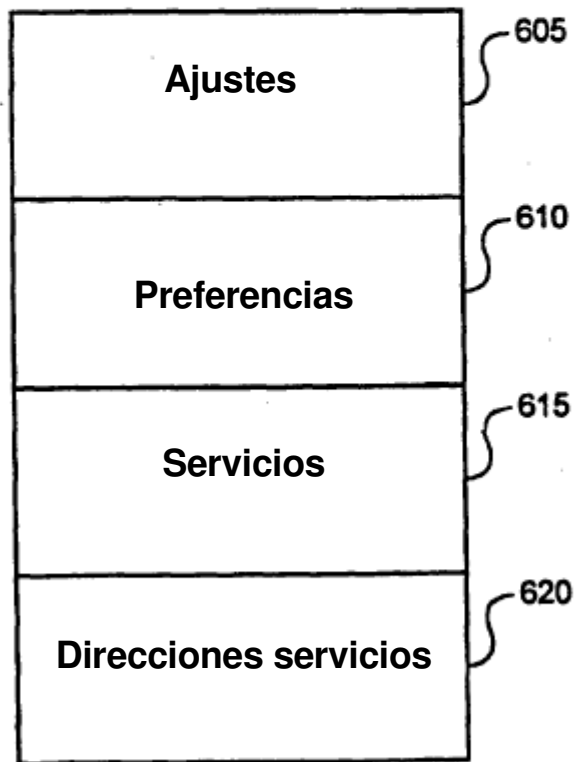 Ajustes
605
Preferencias
610
Servicios
615
Direcciones servicios
620